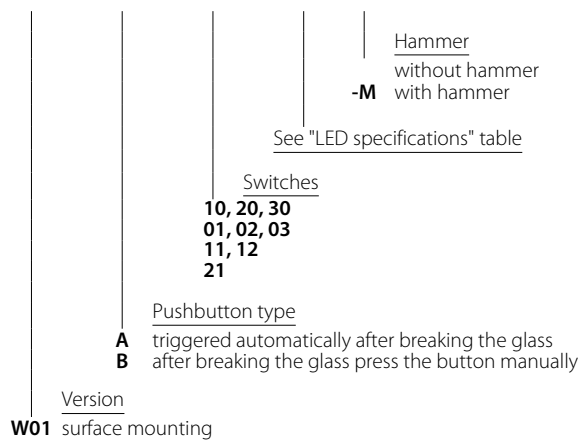 Hammer
without hammer
-M with hammer
See "LED specifications" table
Switches
10, 20, 30
01, 02, 03
11, 12
21
Pushbutton type
A triggered automatically after breaking the glass
B after breaking the glass press the button manually
Version
W01 surface mounting